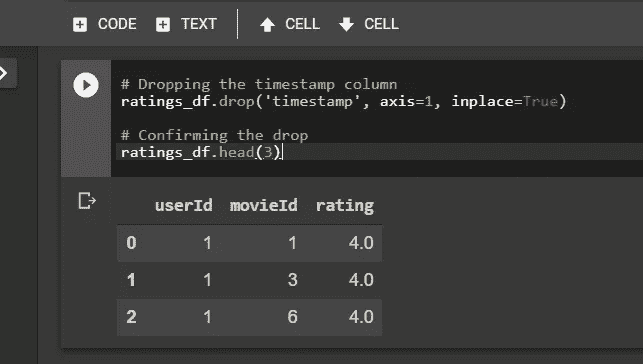 CODE TEXT CELL CELL
# Dropping the timestamp column
ratings_df.drop('timestamp', axis=1, inplace=True)
# Confirming the drop
ratings_df.head(3)
userId movieId rating
0 1 1 4.0
1 1 3 4.0
2 1 6 4.0